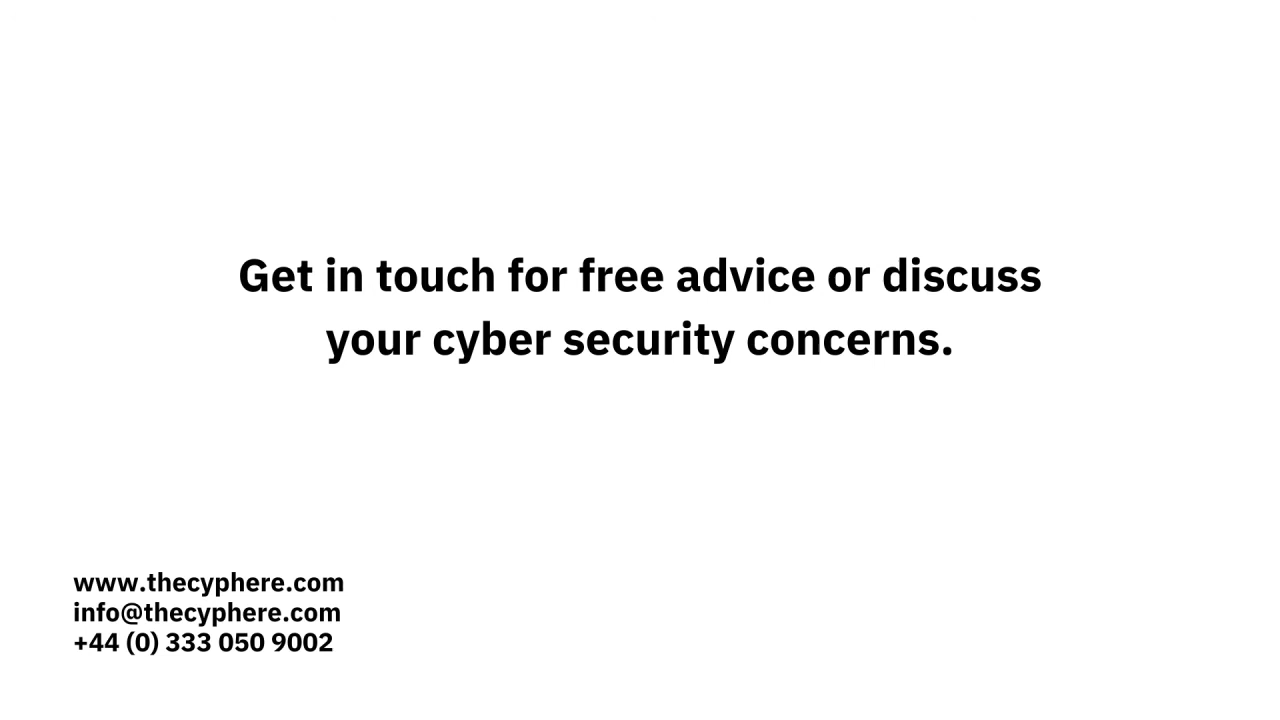 Get in touch for free advice or discuss
your cyber security concerns.
www.thecyphere.com
info@thecyphere.com
+44 (0) 333 050 9002